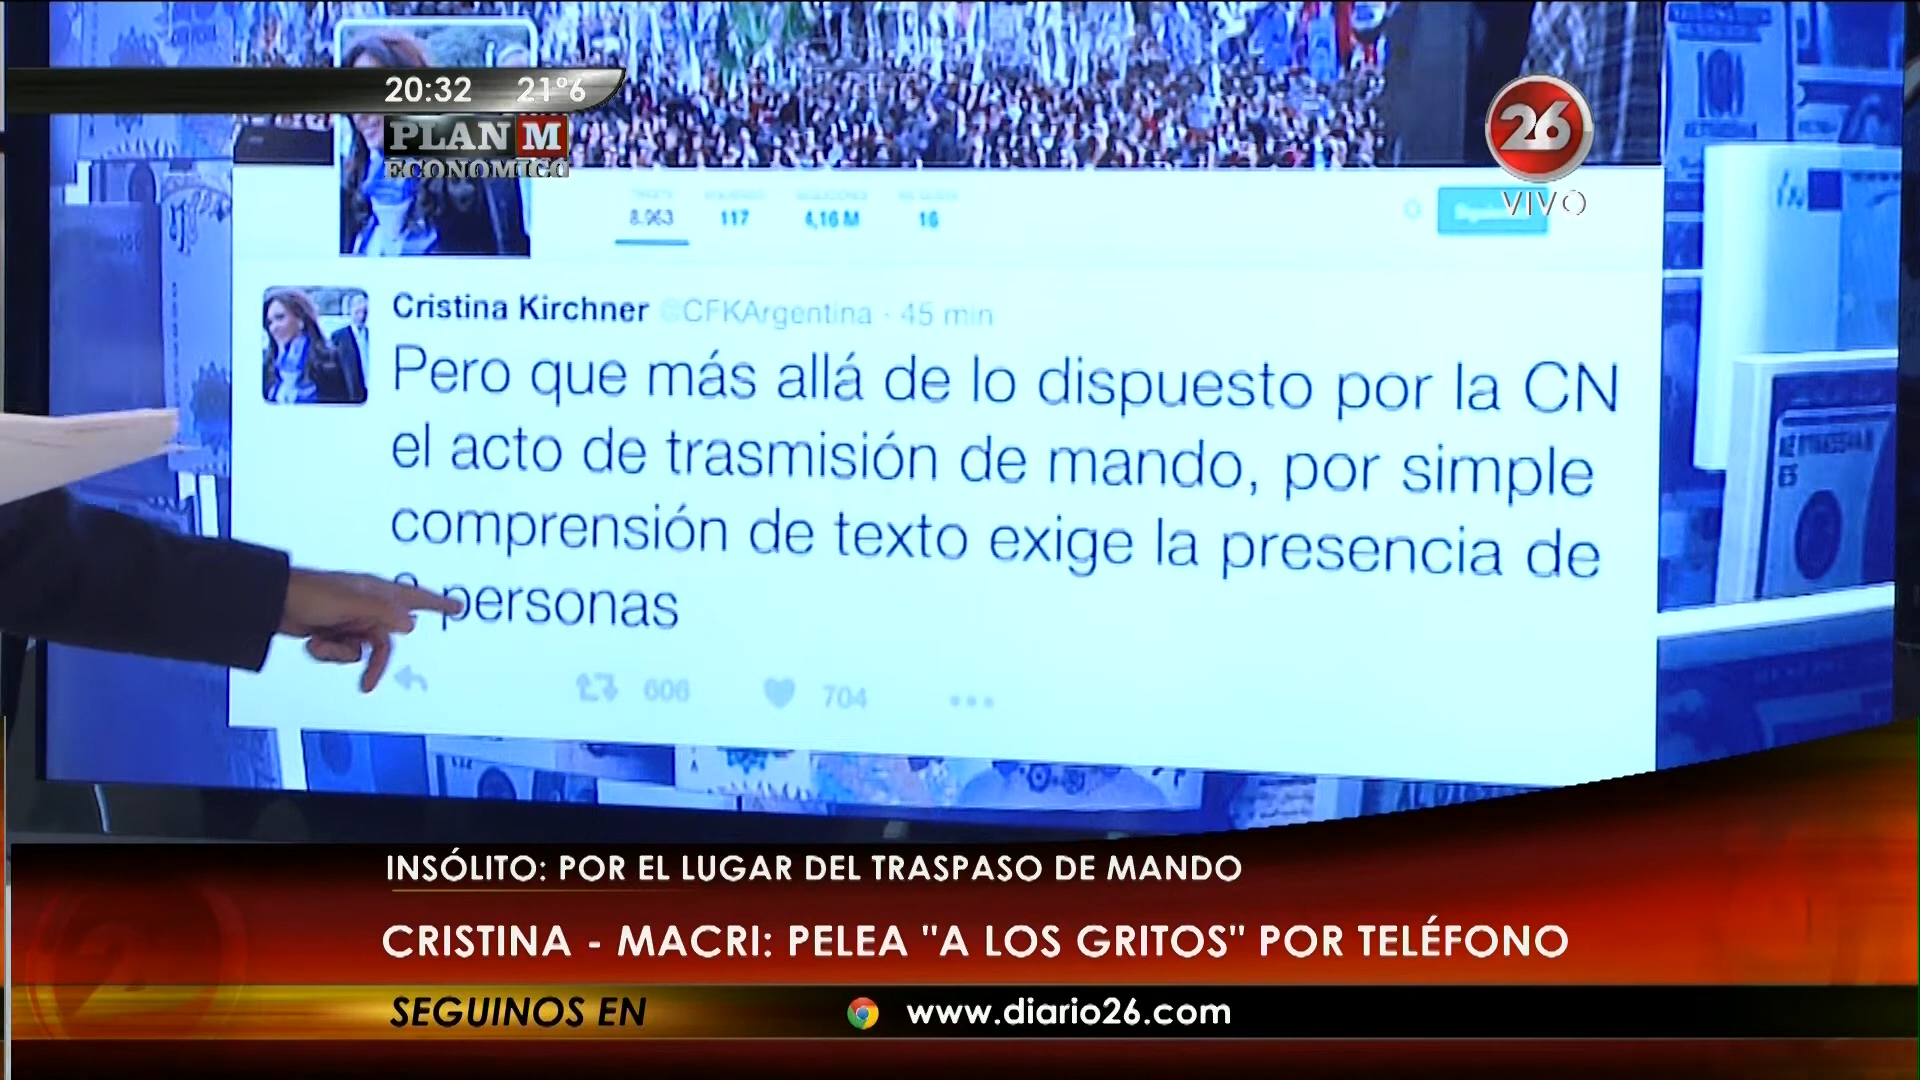 20:32 21°6
PLAN M
ECONOMICO
26
VIVO
8.963 117 4,16 M 16
Cristina Kirchner @CFKArgentina · 45 min
Pero que más allá de lo dispuesto por la CN
el acto de trasmisión de mando, por simple
comprensión de texto exige la presencia de
personas
606 704
INSÓLITO: POR EL LUGAR DEL TRASPASO DE MANDO
CRISTINA - MACRI: PELEA "A LOS GRITOS" POR TELÉFONO
SEGUINOS EN www.diario26.com